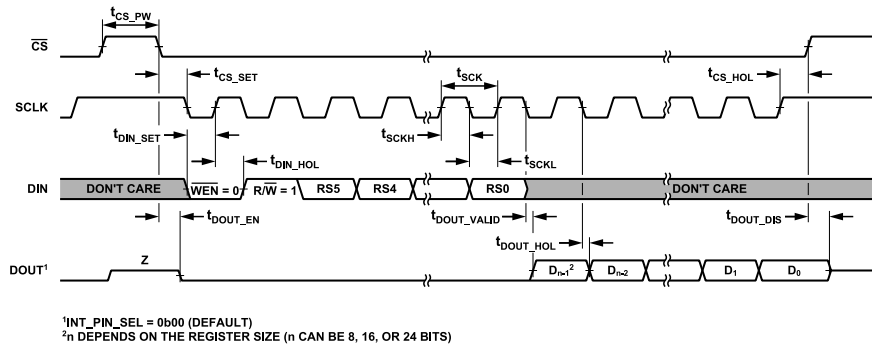 tCS_PW
CS
tCS_SET
tSCK
tCS_HOL
SCLK
tDIN_SET
tSCKH
tDIN_HOL
tSCKL
DIN
DON'T CARE
WEN = 0
R/W = 1
RS5
RS4
RS0
DON'T CARE
tDOUT_EN
tDOUT_VALID
tDOUT_DIS
tDOUT_HOL
Z
DOUT¹
Dn-1²
Dn-2
D1
D0
¹INT_PIN_SEL = 0b00 (DEFAULT)
²n DEPENDS ON THE REGISTER SIZE (n CAN BE 8, 16, OR 24 BITS)